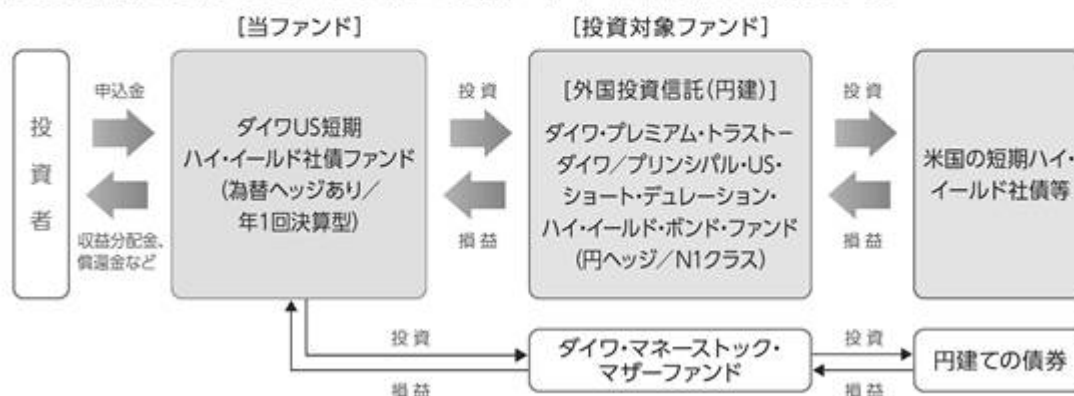 [当ファンド]
[投資対象ファンド]
投資者
申込金
収益分配金、
償還金など
ダイワUS短期
ハイ・イールド社債ファンド
(為替ヘッジあり/
年1回決算型)
投資
損益
[外国投資信託(円建)]
ダイワ・プレミアム・トラスト−
ダイワ/プリンシパル・US・
ショート・デュレーション・
ハイ・イールド・ボンド・ファンド
(円ヘッジ/N1クラス)
投資
損益
米国の短期ハイ・
イールド社債等
投資
損益
ダイワ・マネーストック・
マザーファンド
投資
損益
円建ての債券